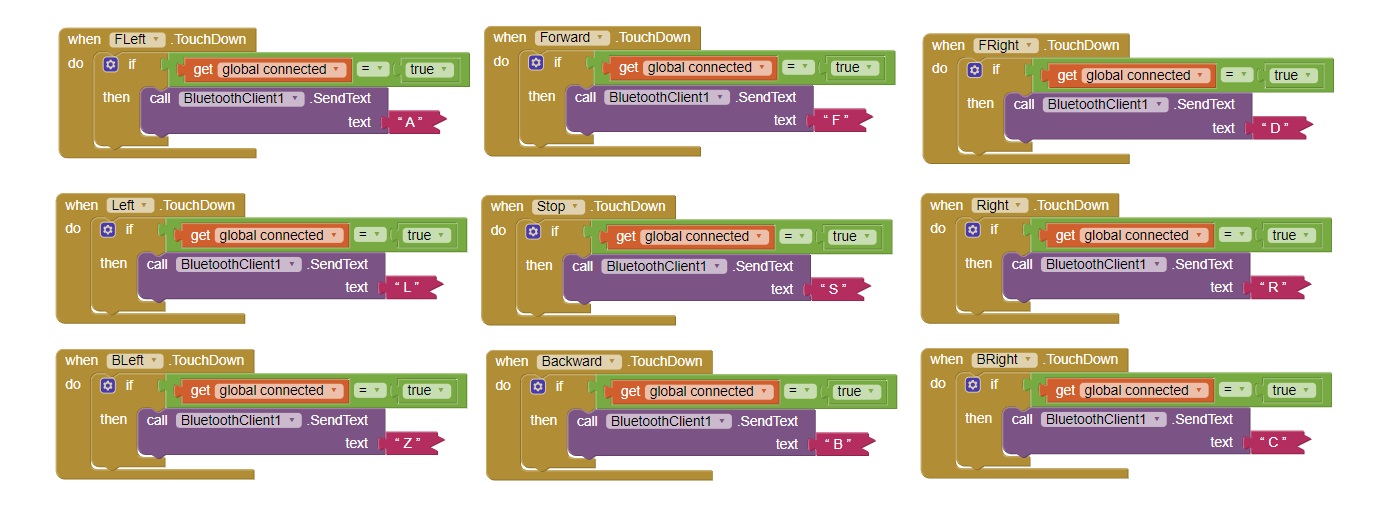 when FLeft .TouchDown
do if get global connected = true
then call BluetoothClient1 .SendText
text “ A ”
when Forward .TouchDown
do if get global connected = true
then call BluetoothClient1 .SendText
text “ F ”
when FRight .TouchDown
do if get global connected = true
then call BluetoothClient1 .SendText
text “ D ”
when Left .TouchDown
do if get global connected = true
then call BluetoothClient1 .SendText
text “ L ”
when Stop .TouchDown
do if get global connected = true
then call BluetoothClient1 .SendText
text “ S ”
when Right .TouchDown
do if get global connected = true
then call BluetoothClient1 .SendText
text “ R ”
when BLeft .TouchDown
do if get global connected = true
then call BluetoothClient1 .SendText
text “ Z ”
when Backward .TouchDown
do if get global connected = true
then call BluetoothClient1 .SendText
text “ B ”
when BRight .TouchDown
do if get global connected = true
then call BluetoothClient1 .SendText
text “ C ”